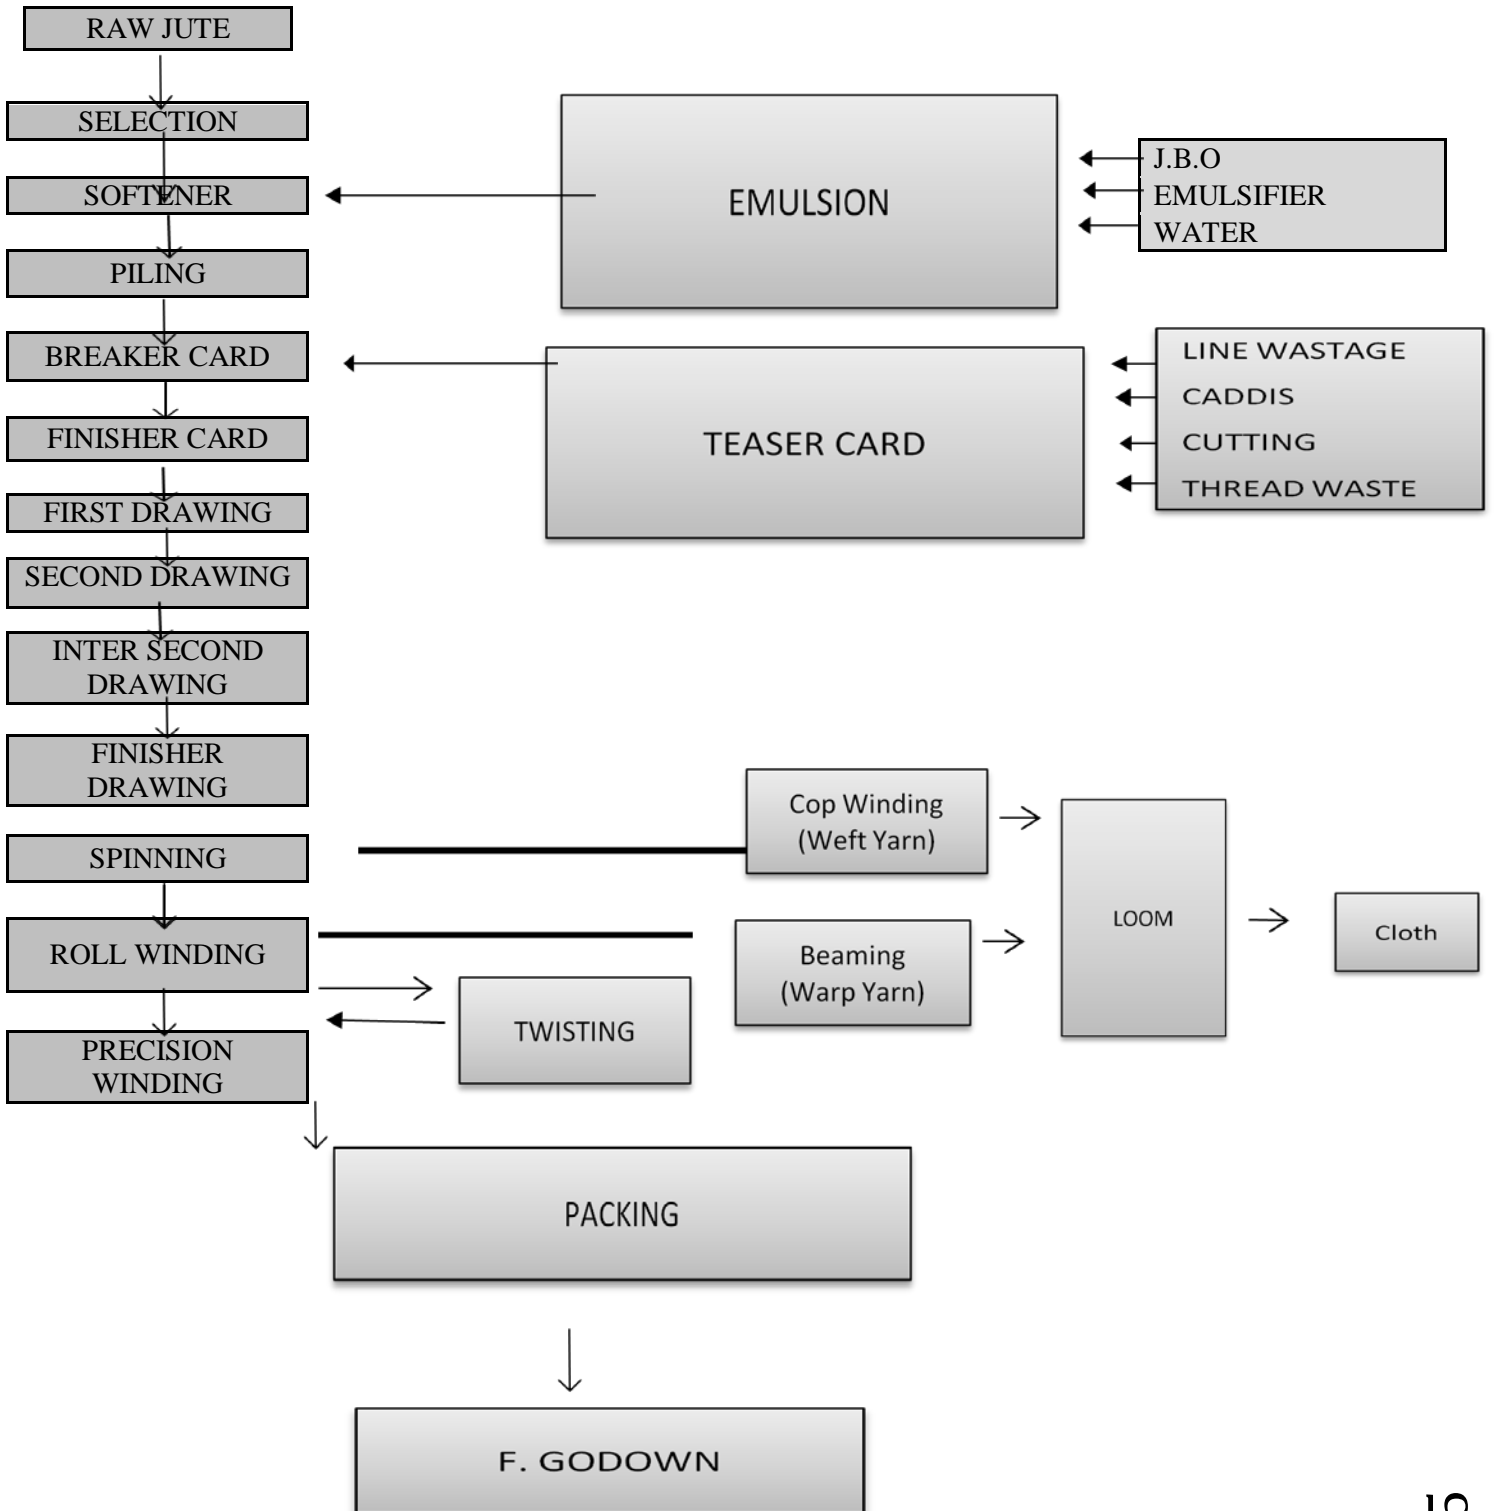 RAW JUTE
SELECTION
SOFTENER
PILING
BREAKER CARD
FINISHER CARD
FIRST DRAWING
SECOND DRAWING
INTER SECOND
DRAWING
FINISHER
DRAWING
SPINNING
ROLL WINDING
PRECISION
WINDING
EMULSION
J.B.O
EMULSIFIER
WATER
TEASER CARD
LINE WASTAGE
CADDIS
CUTTING
THREAD WASTE
Cop Winding
(Weft Yarn)
Beaming
(Warp Yarn)
TWISTING
LOOM
Cloth
PACKING
F. GODOWN